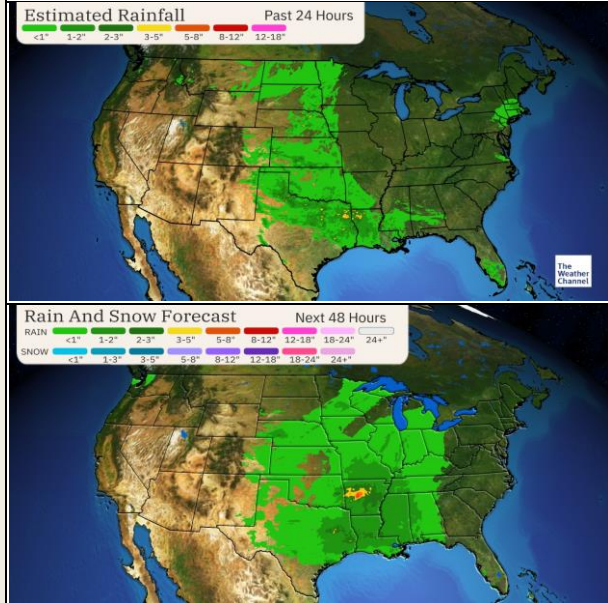 Estimated Rainfall Past 24 Hours
<1" 1-2" 2-3" 3-5" 5-8" 8-12" 12-18"
The
Weather
Channel
Rain And Snow Forecast Next 48 Hours
RAIN
<1" 1-2" 2-3" 3-5" 5-8" 8-12" 12-18" 18-24" 24+"
SNOW
<1" 1-3" 3-5" 5-8" 8-12" 12-18" 18-24" 24+"